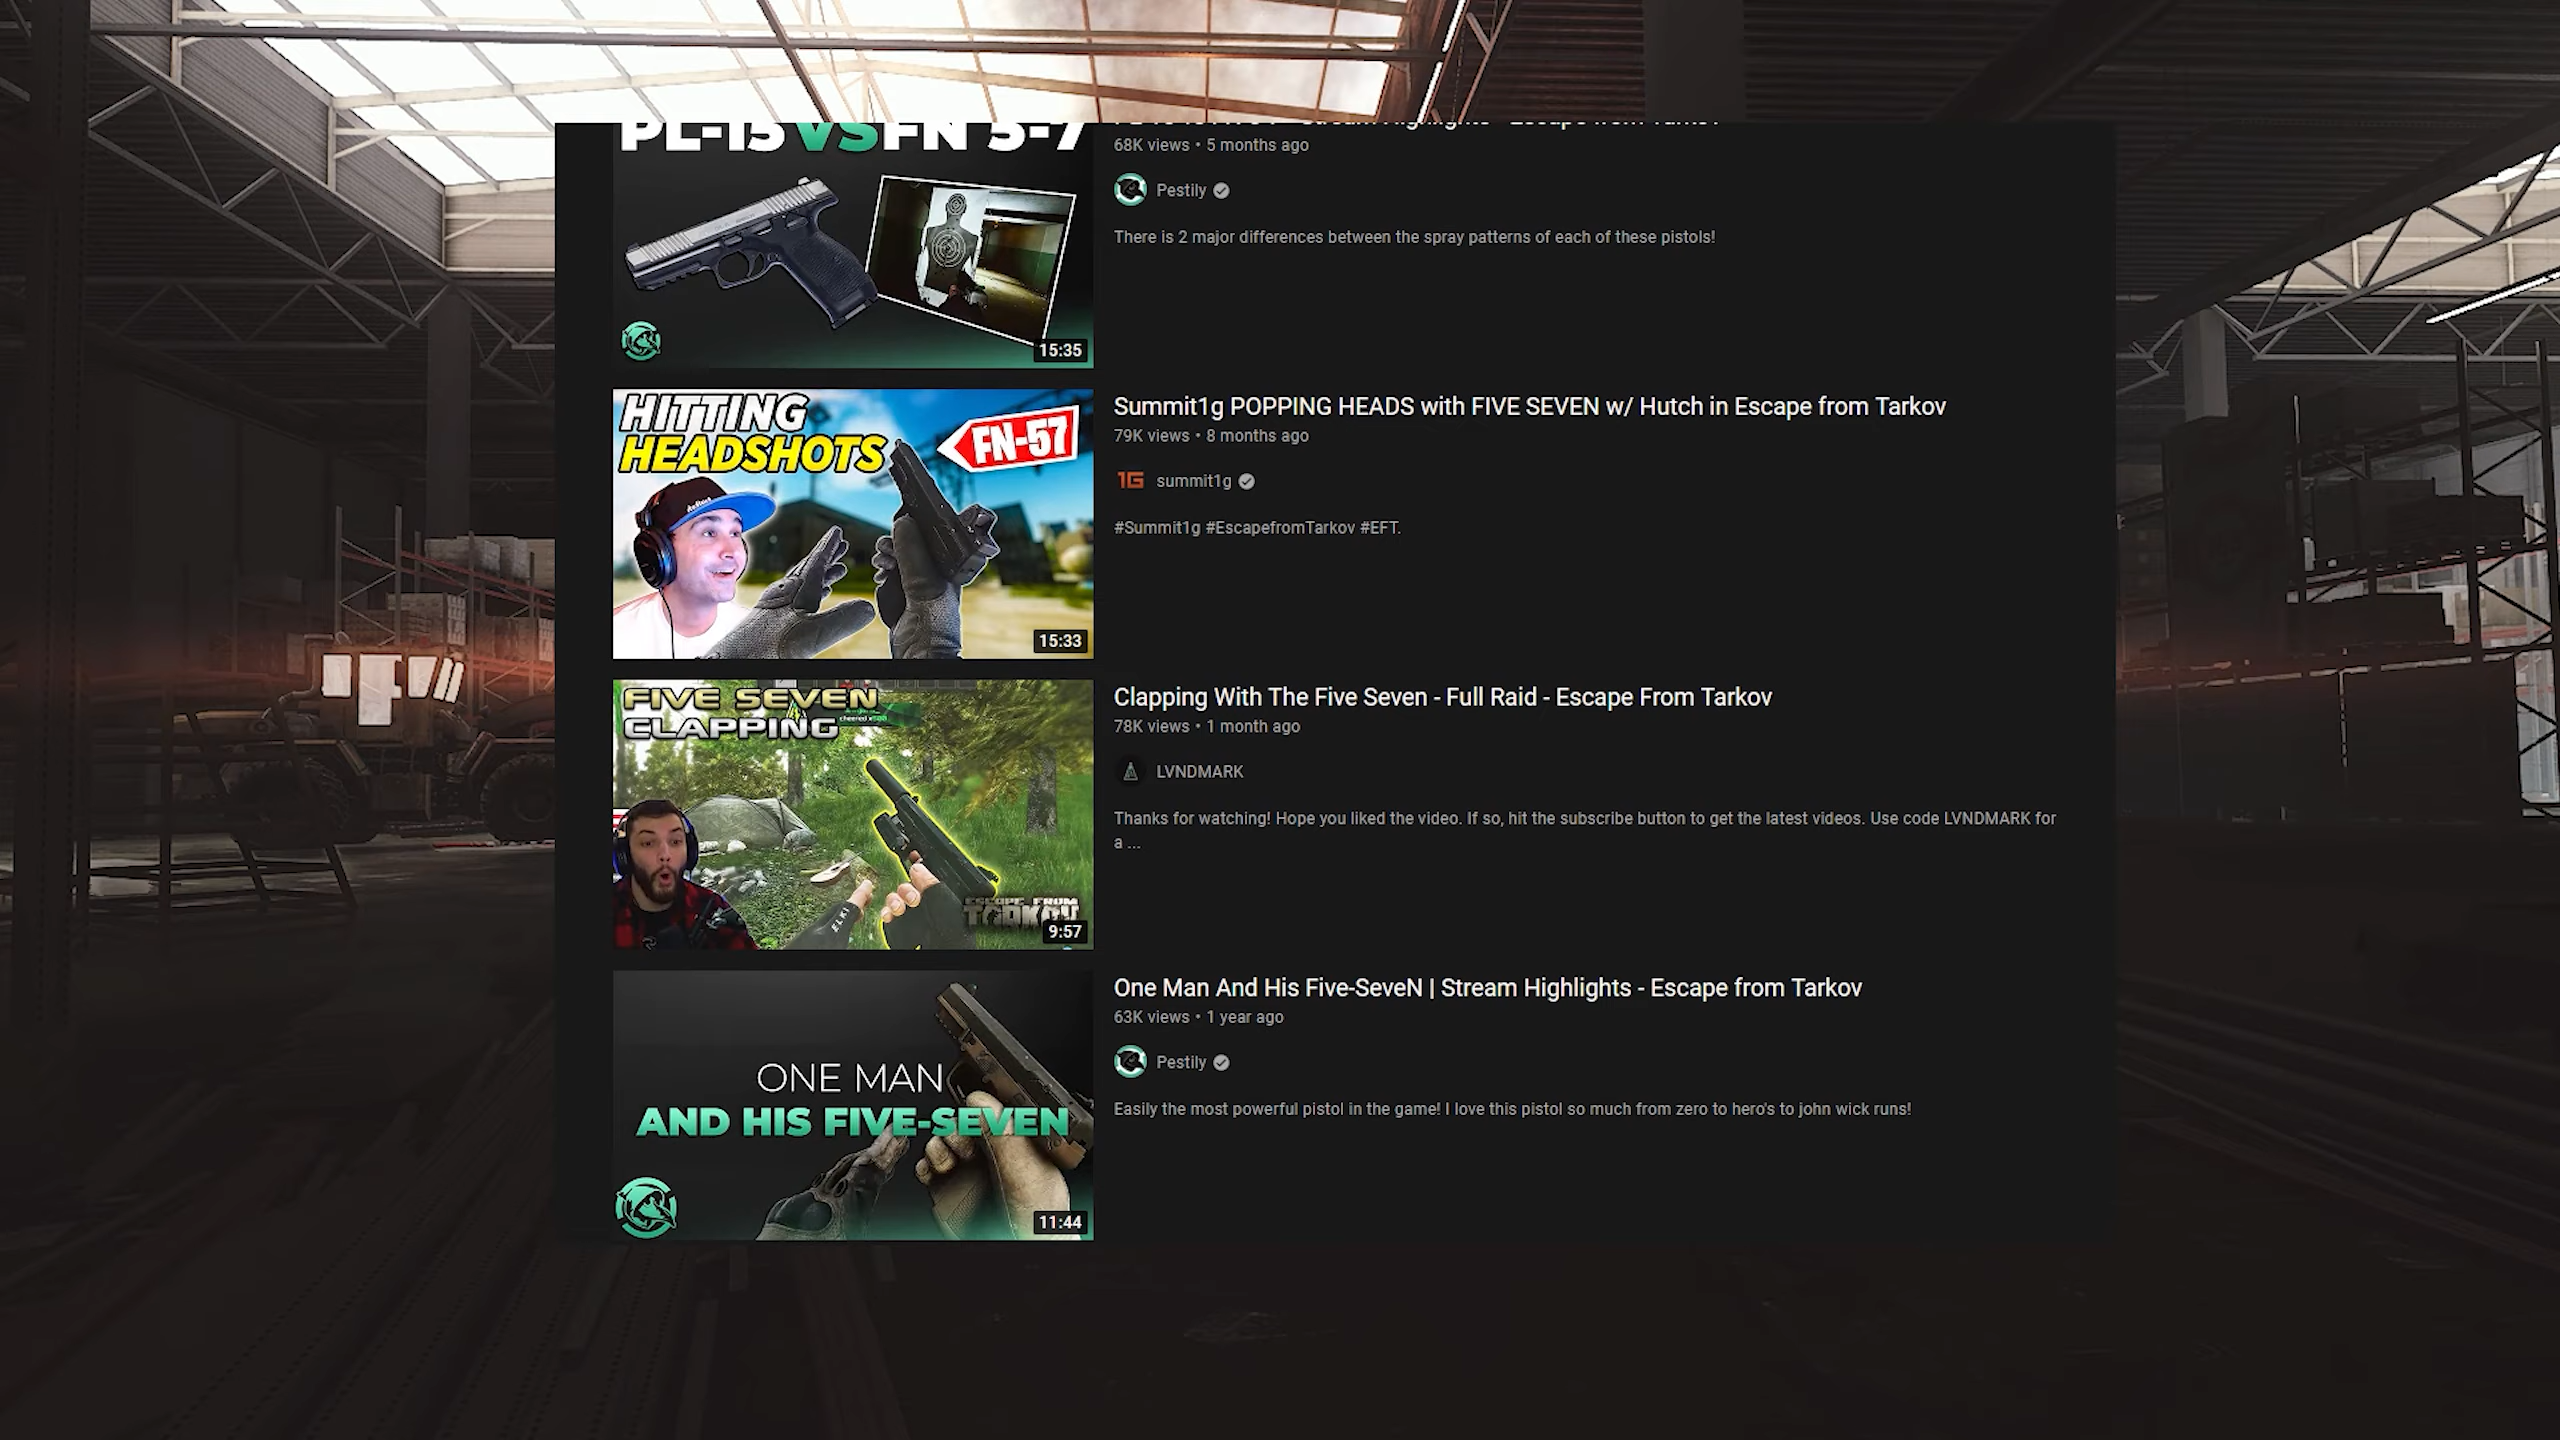 PL-15 VS FN 5-7
68K views • 5 months ago
Pestily
There is 2 major differences between the spray patterns of each of these pistols!
15:35
HITTING
HEADSHOTS
FN-57
15:33
Summit1g POPPING HEADS with FIVE SEVEN w/ Hutch in Escape from Tarkov
79K views • 8 months ago
1G summit1g
#Summit1g #EscapefromTarkov #EFT.
FIVE SEVEN
CLAPPING
cheered x500
ESCAPE FROM
TARKOV
9:57
Clapping With The Five Seven - Full Raid - Escape From Tarkov
78K views • 1 month ago
LVNDMARK
Thanks for watching! Hope you liked the video. If so, hit the subscribe button to get the latest videos. Use code LVNDMARK for
a ...
ONE MAN
AND HIS FIVE-SEVEN
11:44
One Man And His Five-SeveN | Stream Highlights - Escape from Tarkov
63K views • 1 year ago
Pestily
Easily the most powerful pistol in the game! I love this pistol so much from zero to hero's to john wick runs!